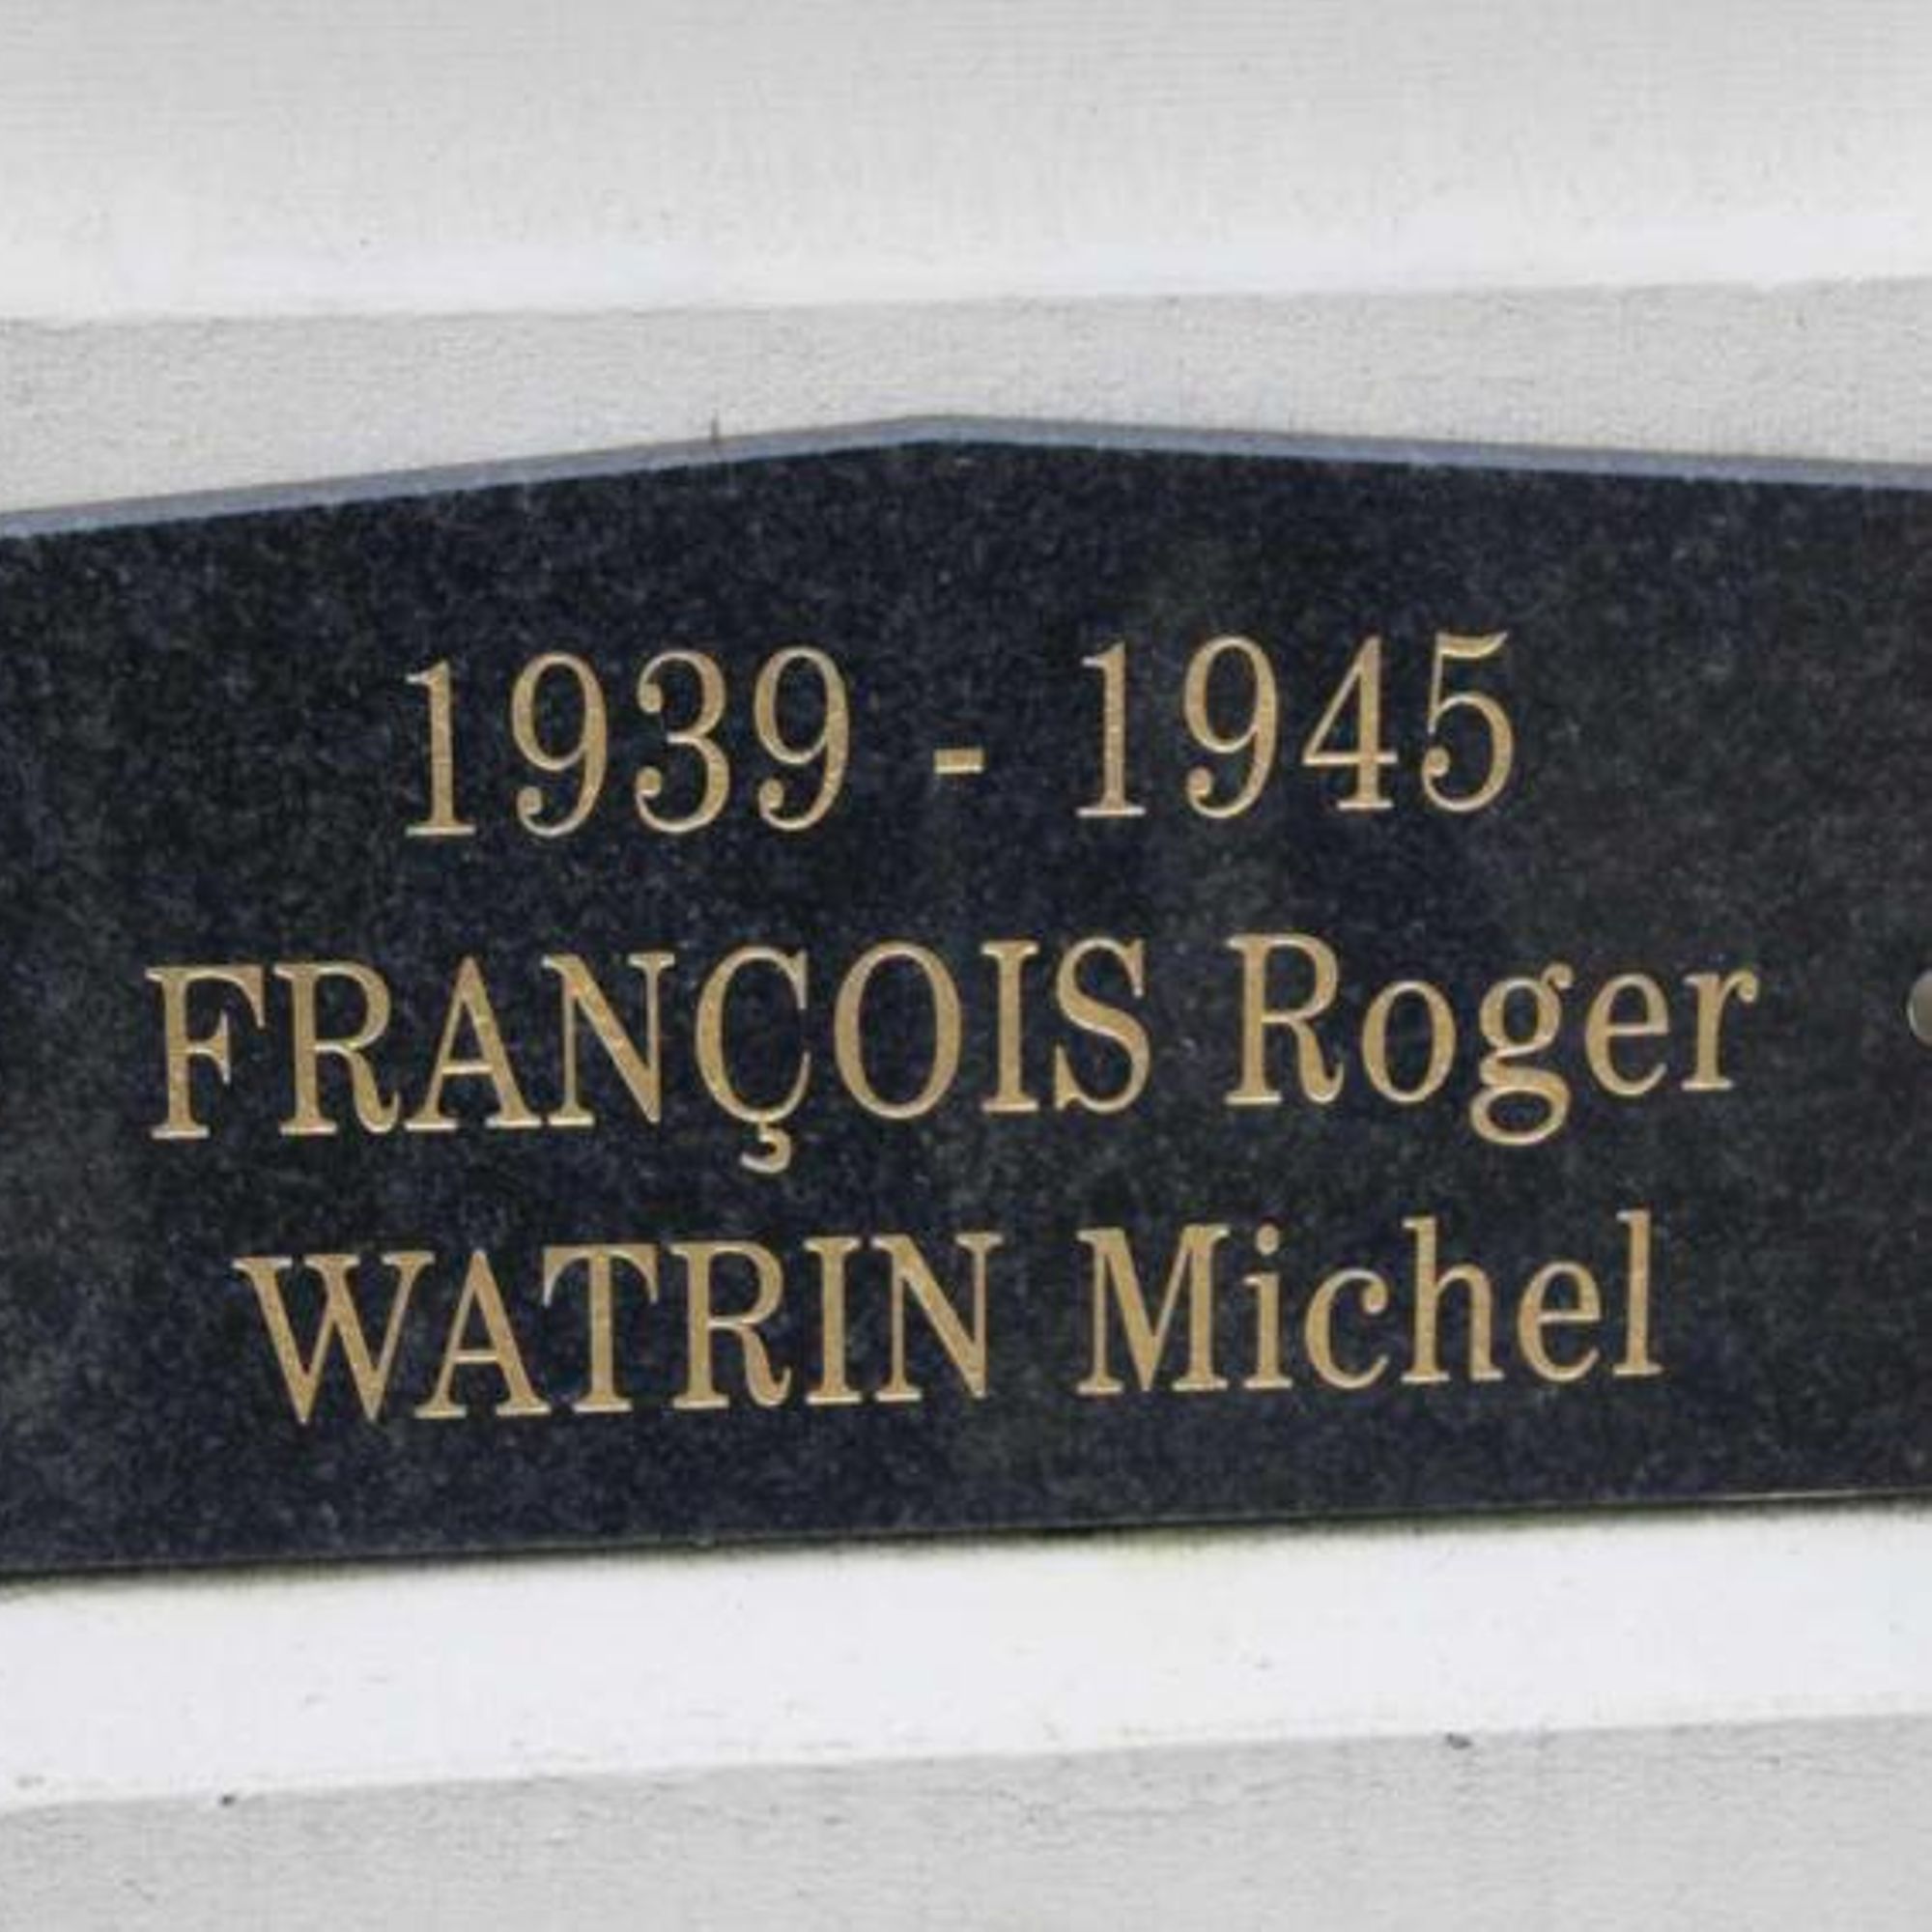 1939 - 1945
FRANÇOIS Roger
WATRIN Michel